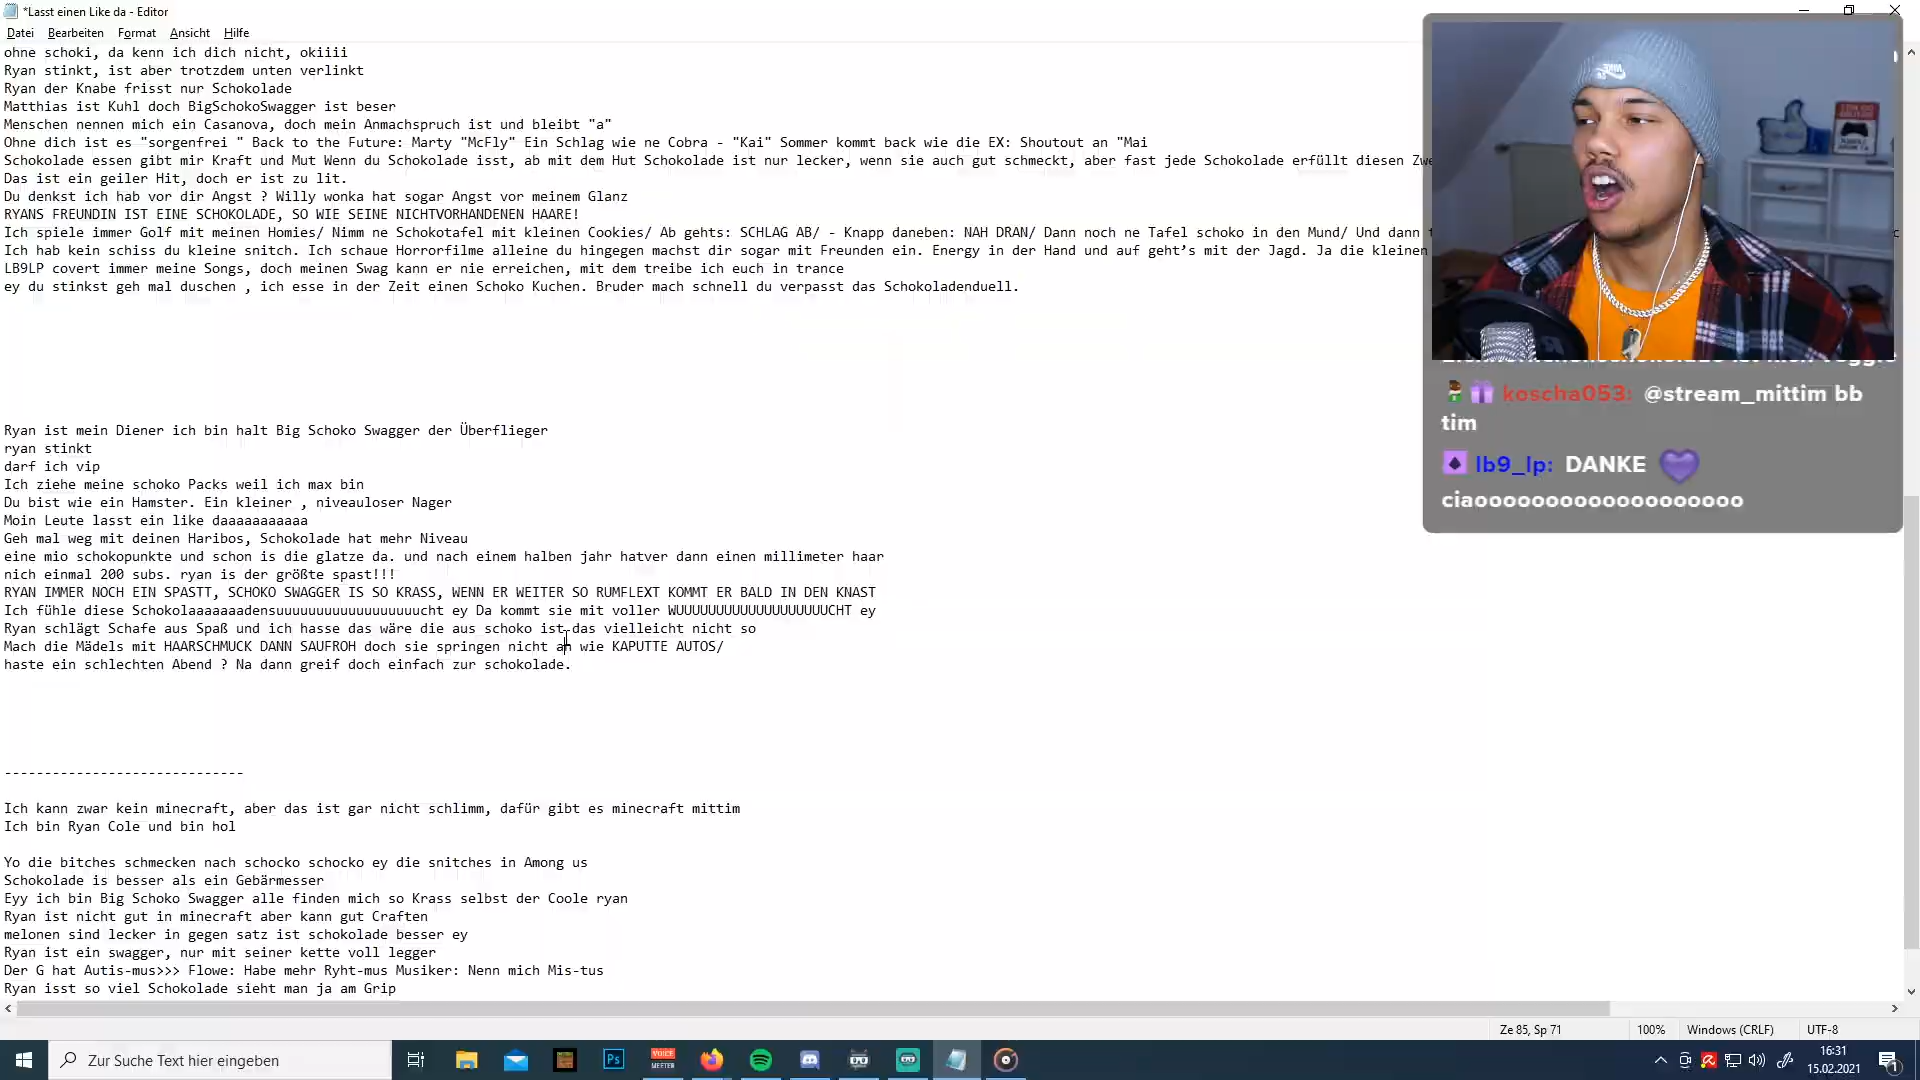 *Lasst einen Like da - Editor
Datei Bearbeiten Format Ansicht Hilfe
ohne schoki, da kenn ich dich nicht, okiiii
Ryan stinkt, ist aber trotzdem unten verlinkt
Ryan der Knabe frisst nur Schokolade
Matthias ist Kuhl doch BigSchokoSwagger ist beser
Menschen nennen mich ein Casanova, doch mein Anmachspruch ist und bleibt "a"
Ohne dich ist es "sorgenfrei " Back to the Future: Marty "McFly" Ein Schlag wie ne Cobra - "Kai" Sommer kommt back wie die EX: Shoutout an "Mai
Schokolade essen gibt mir Kraft und Mut Wenn du Schokolade isst, ab mit dem Hut Schokolade ist nur lecker, wenn sie auch gut schmeckt, aber fast jede Schokolade erfüllt diesen
Das ist ein geiler Hit, doch er ist zu lit.
Du denkst ich hab vor dir Angst ? Willy wonka hat sogar Angst vor meinem Glanz
RYANS FREUNDIN IST EINE SCHOKOLADE, SO WIE SEINE NICHTVORHANDENEN HAARE!
Ich spiele immer Golf mit meinen Homies/ Nimm ne Schokotafel mit kleinen Cookies/ Ab gehts: SCHLAG AB/ - Knapp daneben: NAH DRAN/ Dann noch ne Tafel schoko in den Mund/ Und dann
Ich hab kein schiss du kleine snitch. Ich schaue Horrorfilme alleine du hingegen machst dir sogar mit Freunden ein. Energy in der Hand und auf geht's mit der Jagd. Ja die kleinen
LB9LP covert immer meine Songs, doch meinen Swag kann er nie erreichen, mit dem treibe ich euch in trance
ey du stinkst geh mal duschen , ich esse in der Zeit einen Schoko Kuchen. Bruder mach schnell du verpasst das Schokoladenduell.
Ryan ist mein Diener ich bin halt Big Schoko Swagger der Überflieger
ryan stinkt
darf ich vip
Ich ziehe meine schoko Packs weil ich max bin
Du bist wie ein Hamster. Ein kleiner , niveauloser Nager
Moin Leute lasst ein like daaaaaaaaaaa
Geh mal weg mit deinen Haribos, Schokolade hat mehr Niveau
eine mio schokopunkte und schon is die glatze da. und nach einem halben jahr hatver dann einen millimeter haar
nich einmal 200 subs. ryan is der größte spast!!!
RYAN IMMER NOCH EIN SPASTT, SCHOKO SWAGGER IS SO KRASS, WENN ER WEITER SO RUMFLEXT KOMMT ER BALD IN DEN KNAST
Ich fühle diese Schokolaaaaaaadensuuuuuuuuuuuuuuuuuucht ey Da kommt sie mit voller WUUUUUUUUUUUUUUUUUUUCHT ey
Ryan schlägt Schafe aus Spaß und ich hasse das wäre die aus schoko ist das vielleicht nicht so
Mach die Mädels mit HAARSCHMUCK DANN SAUFROH doch sie springen nicht an wie KAPUTTE AUTOS/
haste ein schlechten Abend ? Na dann greif doch einfach zur schokolade.
------------------------------
Ich kann zwar kein minecraft, aber das ist gar nicht schlimm, dafür gibt es minecraft mittim
Ich bin Ryan Cole und bin hol
Yo die bitches schmecken nach schocko schocko ey die snitches in Among us
Schokolade is besser als ein Gebärmesser
Eyy ich bin Big Schoko Swagger alle finden mich so Krass selbst der Coole ryan
Ryan ist nicht gut in minecraft aber kann gut Craften
melonen sind lecker in gegen satz ist schokolade besser ey
Ryan ist ein swagger, nur mit seiner kette voll legger
Der G hat Autis-mus>>> Flowe: Habe mehr Ryht-mus Musiker: Nenn mich Mis-tus
Ryan isst so viel Schokolade sieht man ja am Grip
koscha053: @stream_mittim bb
tim
lb9_lp: DANKE
ciaooooooooooooooooooo
Ze 85, Sp 71 100% Windows (CRLF) UTF-8
Zur Suche Text hier eingeben
Ps
VOICE
MEETER
16:31
15.02.2021
1
NIKE